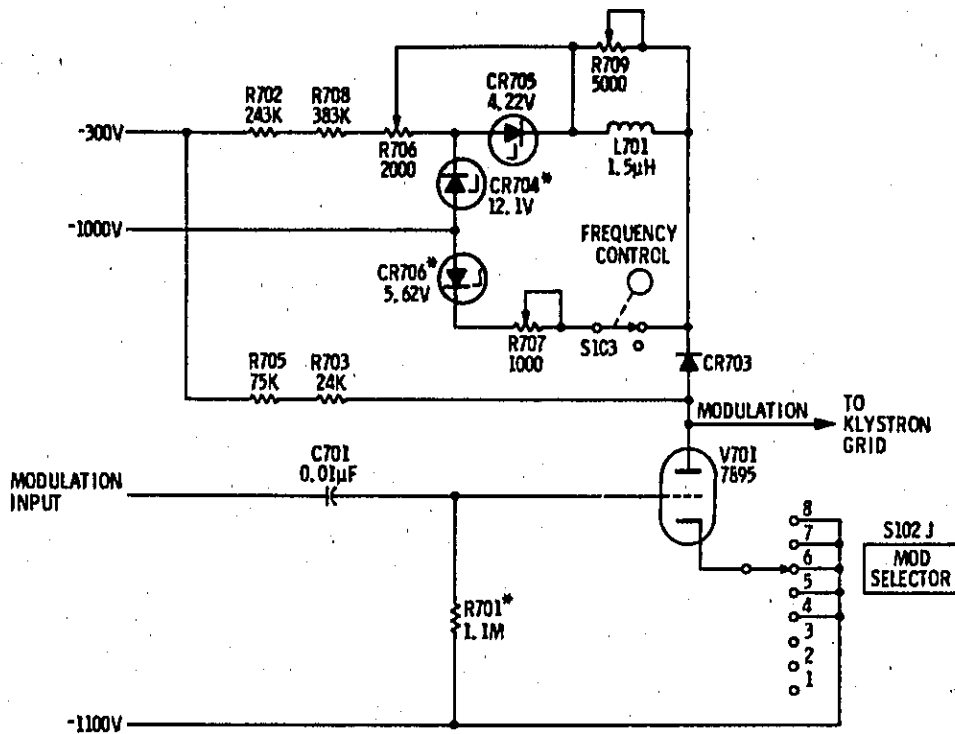 R709
5000
CR705
4.22V
R702
243K
R708
383K
-300V
R706
2000
L701
1.5μH
CR704*
12.1V
-1000V
FREQUENCY
CONTROL
CR706*
5.62V
R707
1000
S1C3
R705
75K
R703
24K
CR703
MODULATION
TO
KLYSTRON
GRID
C701
0.01μF
V701
7895
MODULATION
INPUT
8
7
6
5
4
3
2
1
S102 J
MOD
SELECTOR
R701*
1.1M
-1100V